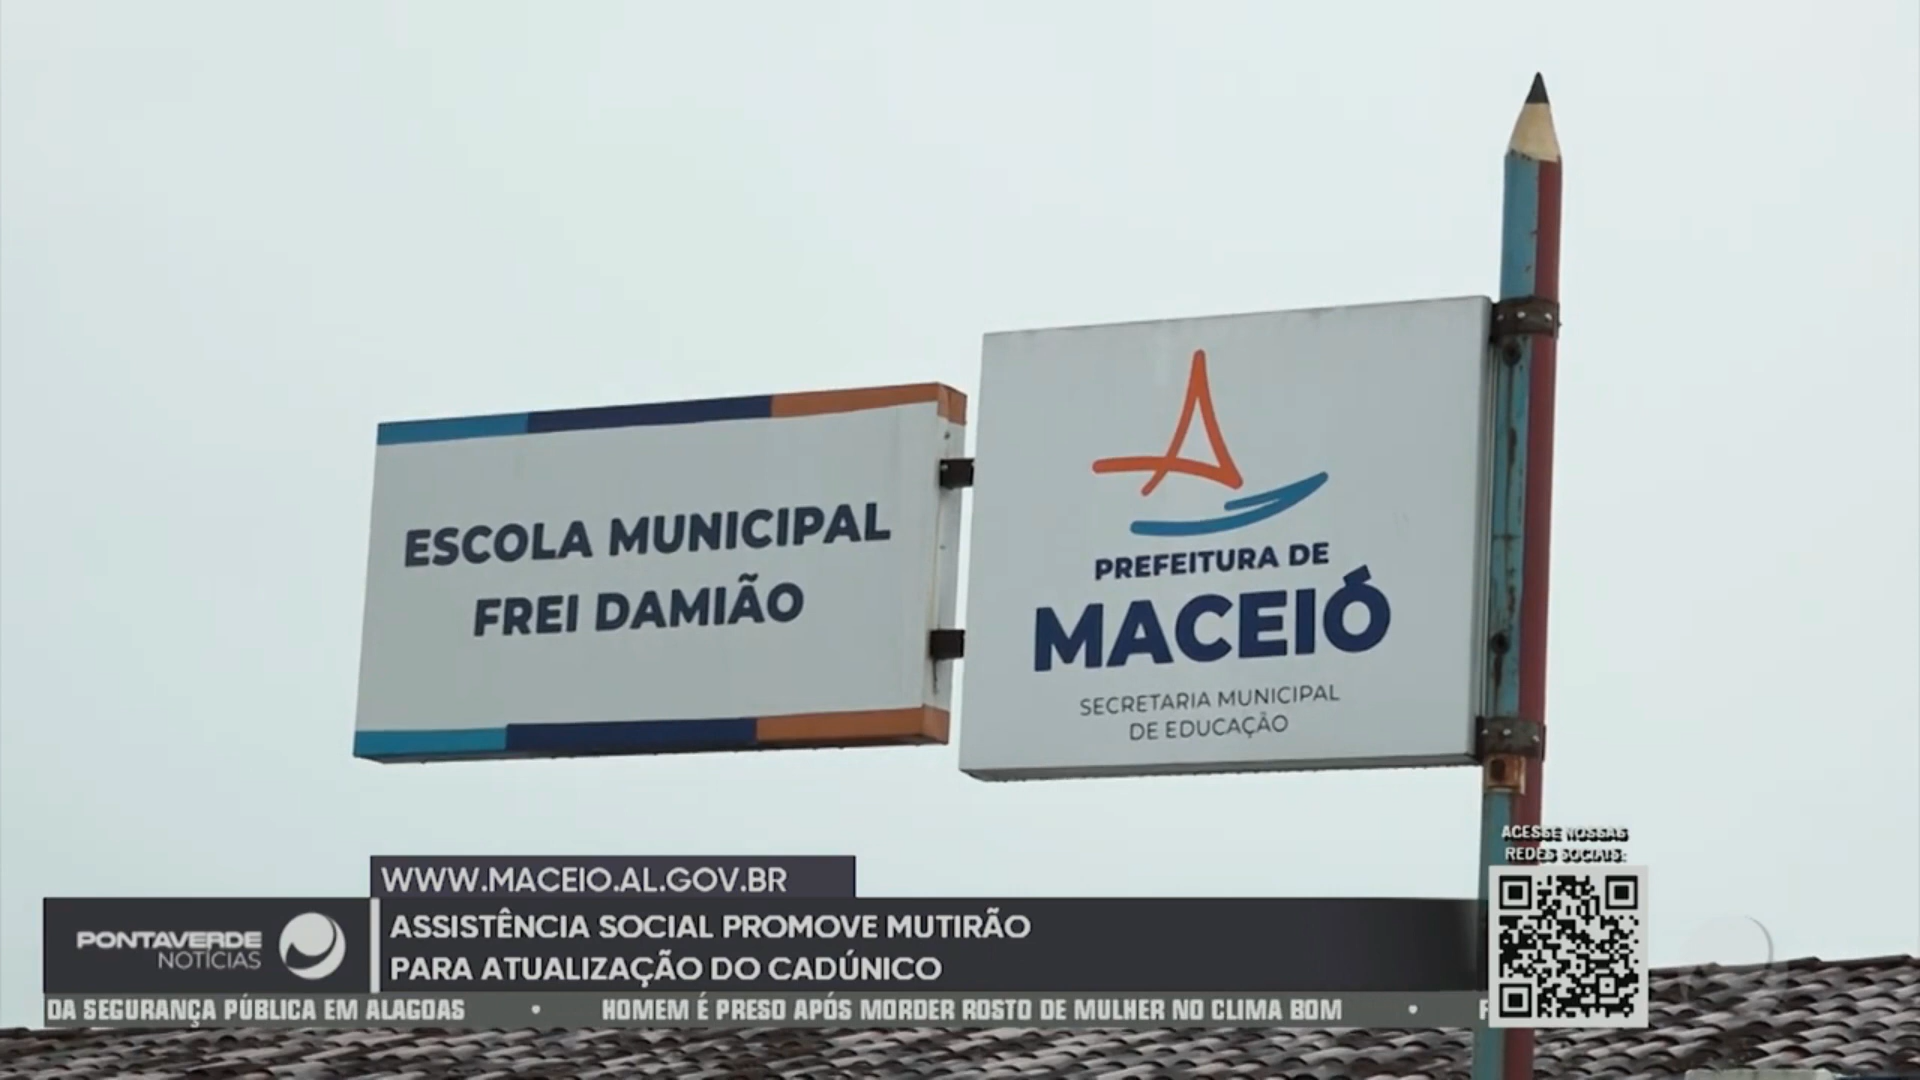 ESCOLA MUNICIPAL
FREI DAMIÃO
PREFEITURA DE
MACEIÓ
SECRETARIA MUNICIPAL
DE EDUCAÇÃO
ACESSE NOSSAS
REDES SOCIAIS:
WWW.MACEIO.AL.GOV.BR
PONTAVERDE
NOTÍCIAS
ASSISTÊNCIA SOCIAL PROMOVE MUTIRÃO
PARA ATUALIZAÇÃO DO CADÚNICO
DA SEGURANÇA PÚBLICA EM ALAGOAS • HOMEM É PRESO APÓS MORDER ROSTO DE MULHER NO CLIMA BOM •